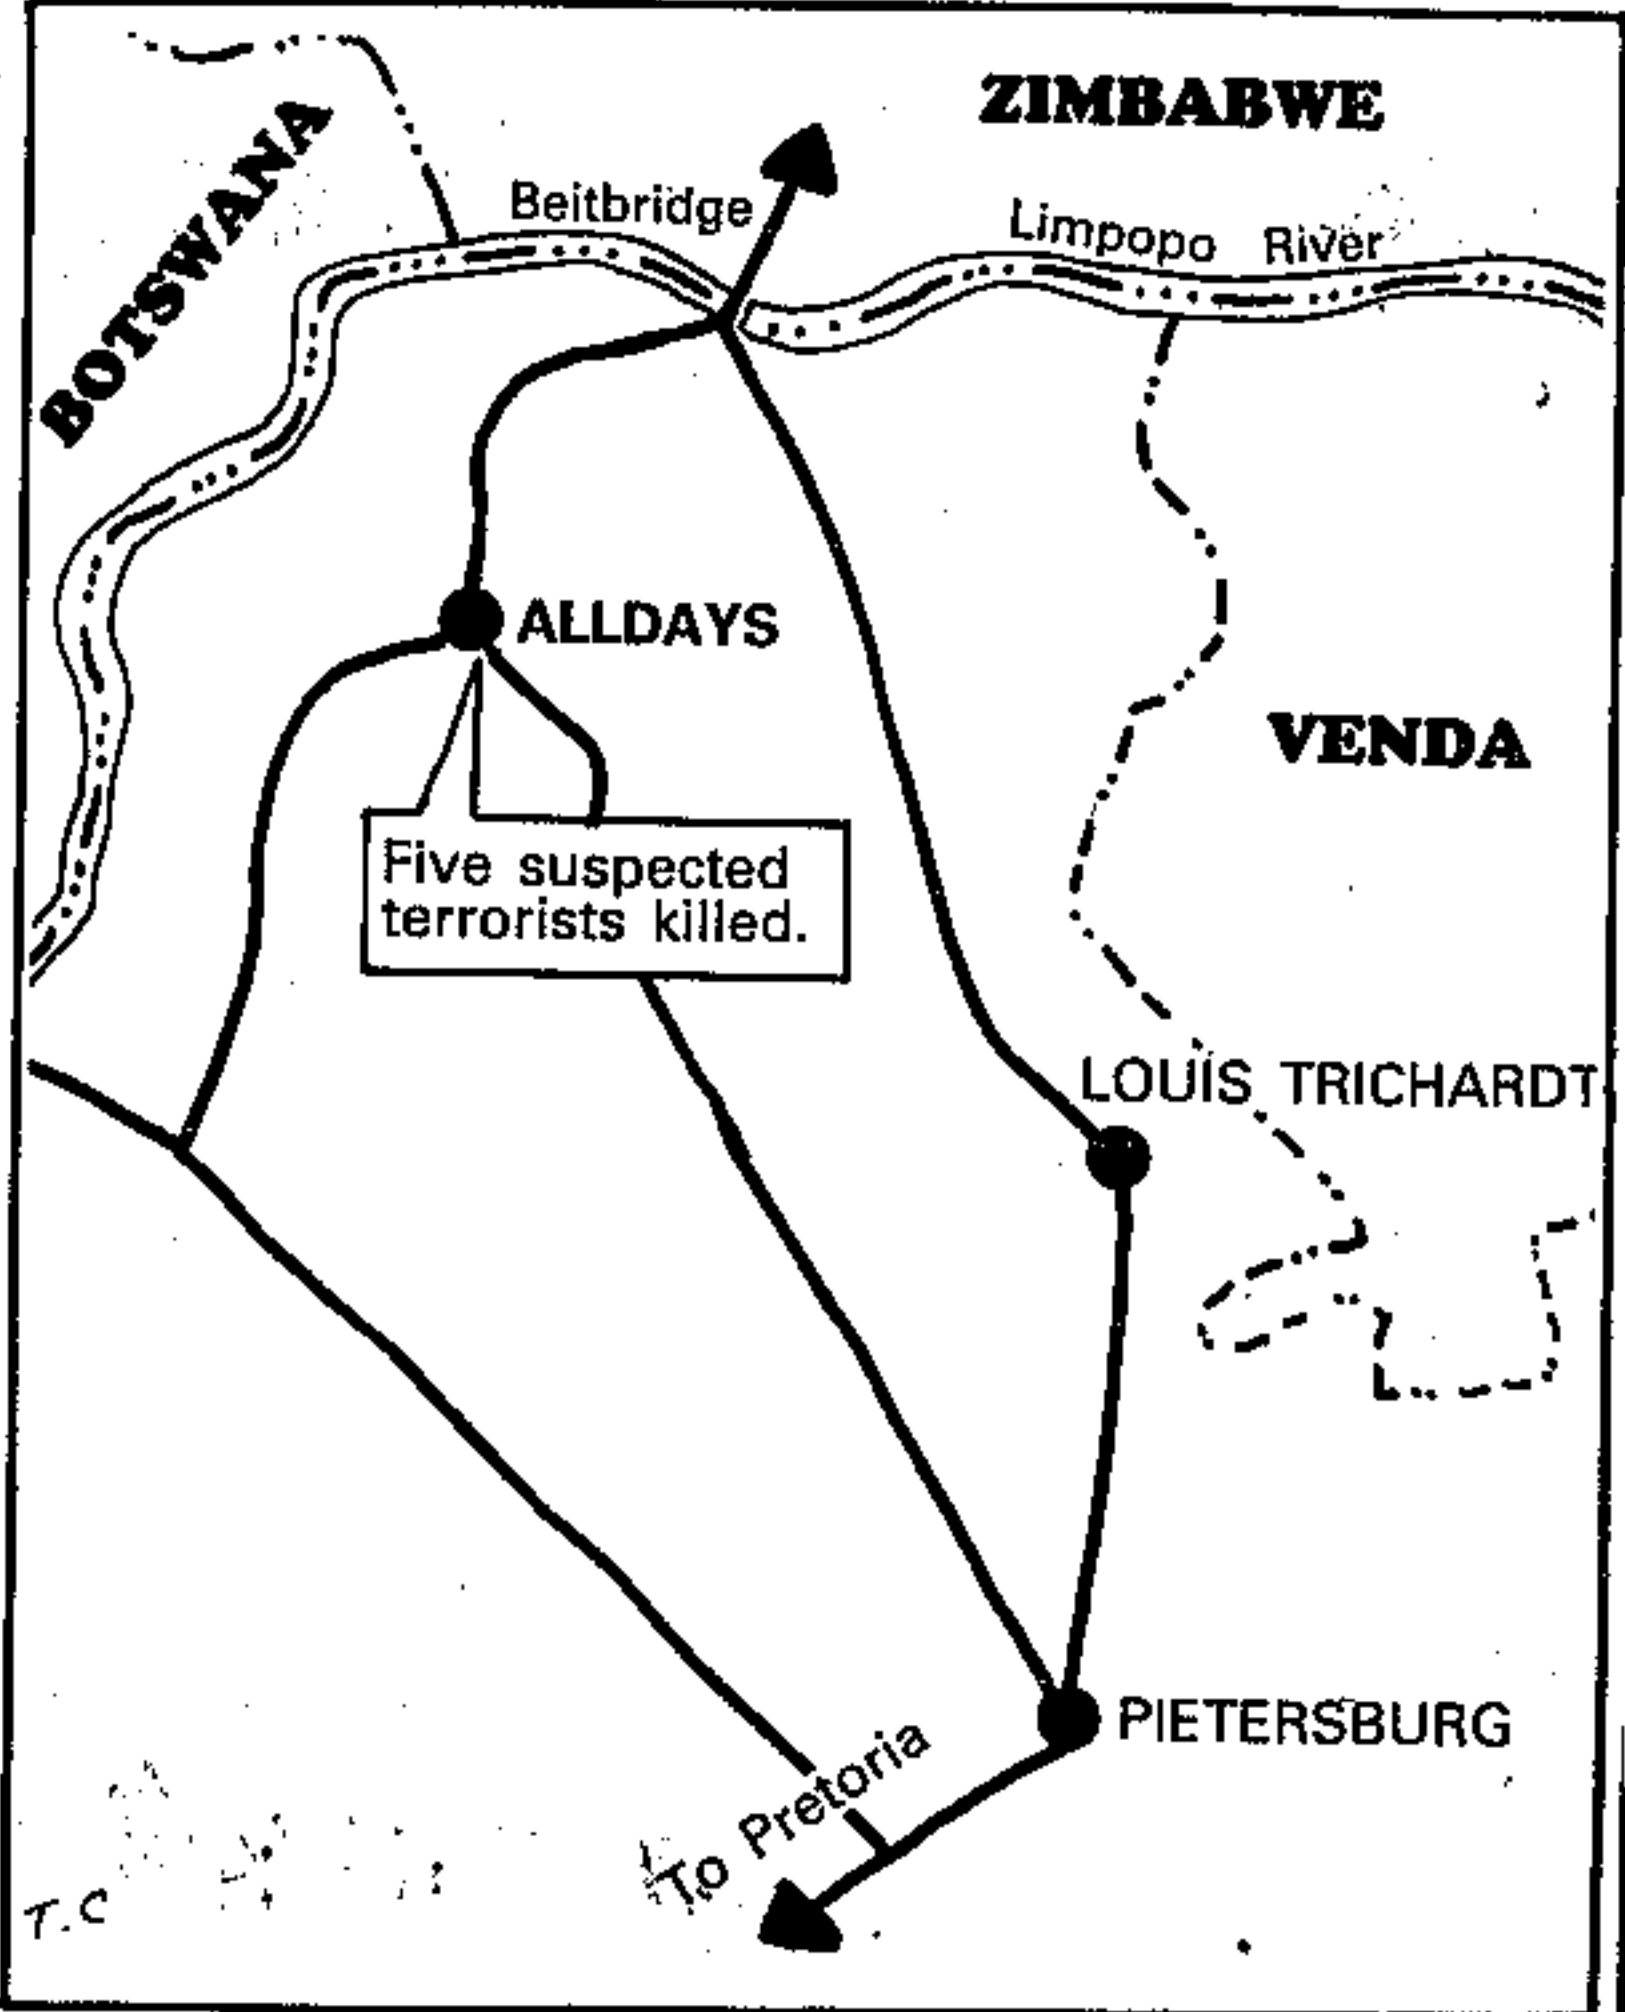 ZIMBABWE
BOTSWANA
Beitbridge
Limpopo River
ALLDAYS
VENDA
Five suspected
terrorists killed.
LOUIS TRICHARDT
PIETERSBURG
To Pretoria
T.C